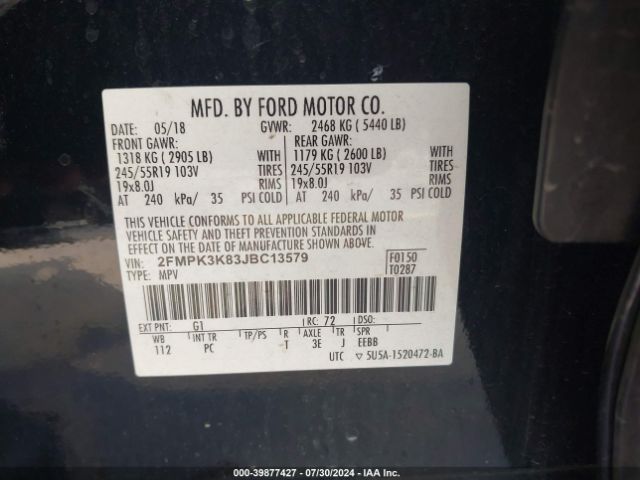 MFD. BY FORD MOTOR CO.
DATE: 05/18 GVWR: 2468 KG ( 5440 LB)
FRONT GAWR: REAR GAWR:
1318 KG ( 2905 LB) WITH 1179 KG ( 2600 LB) WITH
245/55R19 103V TIRES 245/55R19 103V TIRES
19x8.0J RIMS 19x8.0J RIMS
AT 240 kPa/ 35 PSI COLD AT 240 kPa/ 35 PSI COLD
THIS VEHICLE CONFORMS TO ALL APPLICABLE FEDERAL MOTOR
VEHICLE SAFETY AND THEFT PREVENTION STANDARDS IN
EFFECT ON THE DATE OF MANUFACTURE SHOWN ABOVE.
VIN: 2FMPK3K83JBC13579 F0150
TYPE: MPV T0287
EXT PNT: G1 RC: 72 DSO:
WB INT TR TP/PS R AXLE TR SPR
112 PC T 3E J EEBB
UTC ▽ 5U5A-1520472-BA
000-39877427 - 07/30/2024 - IAA Inc.